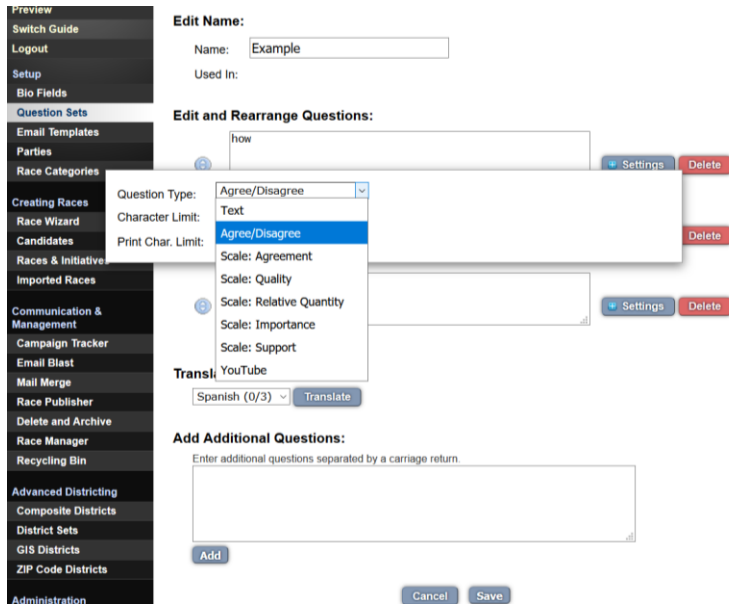 Preview
Switch Guide
Logout
Setup
Bio Fields
Question Sets
Email Templates
Parties
Race Categories
Creating Races
Race Wizard
Candidates
Races & Initiatives
Imported Races
Communication &
Management
Campaign Tracker
Email Blast
Mail Merge
Race Publisher
Delete and Archive
Race Manager
Recycling Bin
Advanced Districting
Composite Districts
District Sets
GIS Districts
ZIP Code Districts
Administration
Edit Name:
Name: Example
Used In:
Edit and Rearrange Questions:
how
Settings Delete
Question Type: Agree/Disagree
Character Limit:
Print Char. Limit:
Text
Agree/Disagree
Scale: Agreement
Scale: Quality
Scale: Relative Quantity
Scale: Importance
Scale: Support
YouTube
Delete
Settings Delete
Spanish (0/3) Translate
Add Additional Questions:
Enter additional questions separated by a carriage return.
Add
Cancel Save